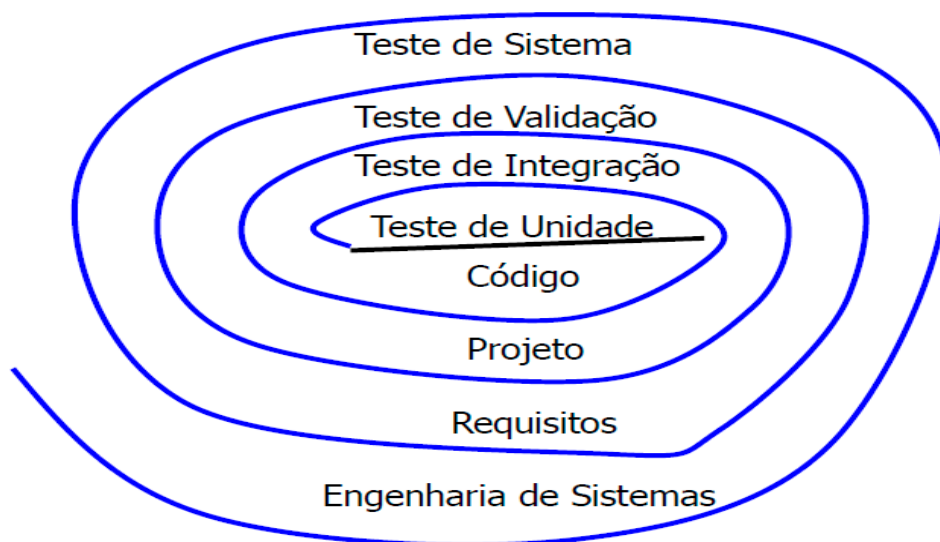 Teste de Sistema
Teste de Validação
Teste de Integração
Teste de Unidade
Código
Projeto
Requisitos
Engenharia de Sistemas